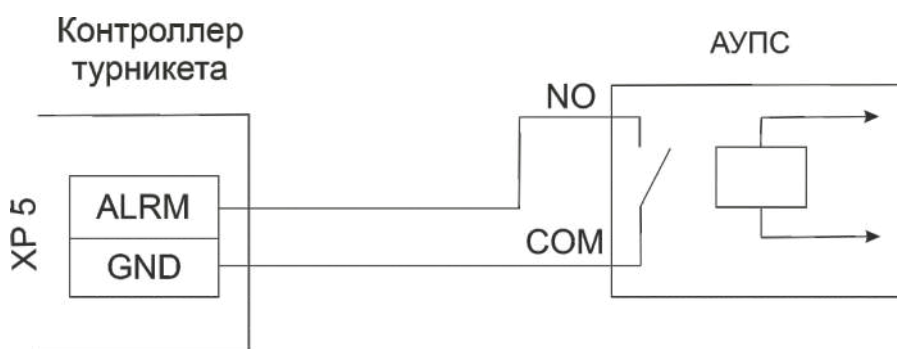 Контроллер
турникета
АУПС
NO
XP 5
ALRM
COM
GND